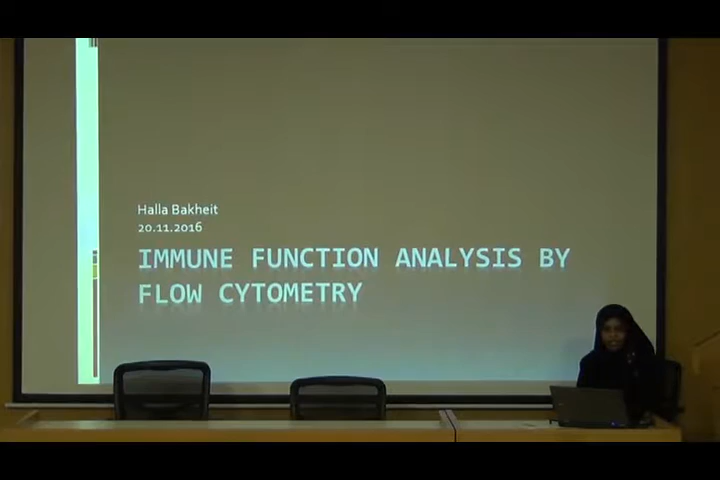 Halla Bakheit
20.11.2016
IMMUNE FUNCTION ANALYSIS BY
FLOW CYTOMETRY